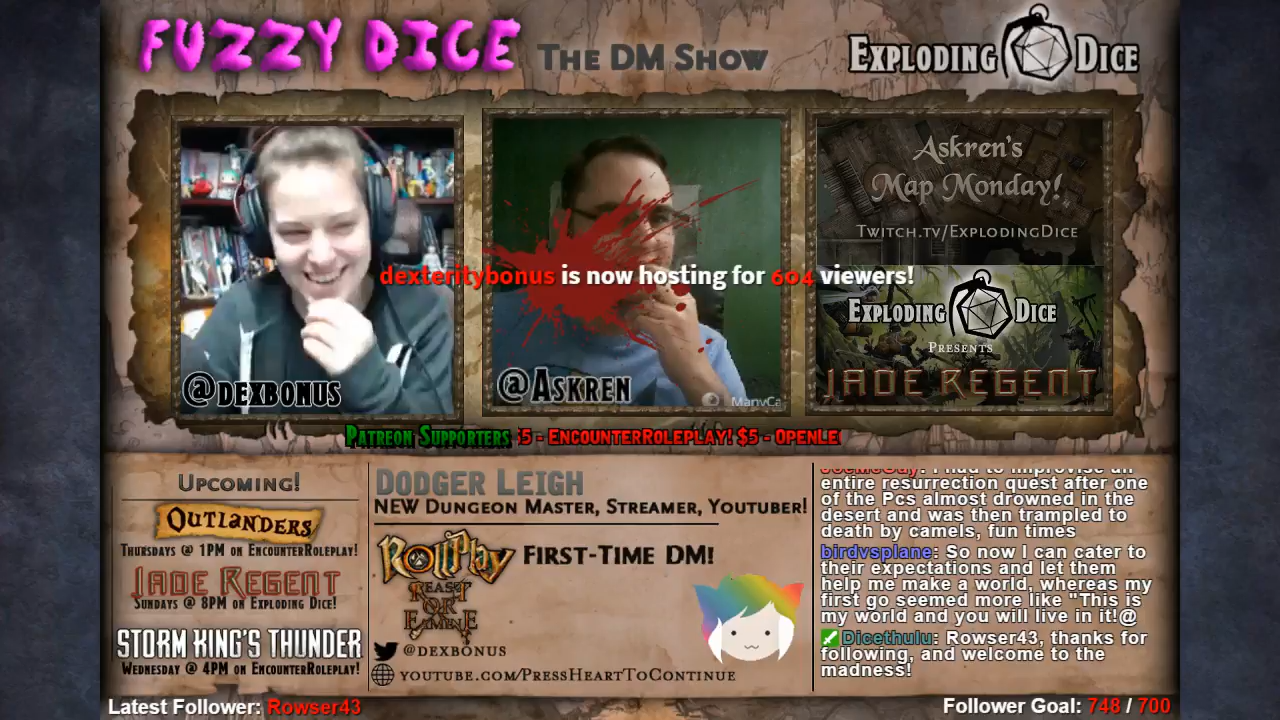 FUZZY DICE The DM Show
Exploding Dice
Askren's
Map Monday!
Twitch.tv/ExplodingDice
dexteritybonus is now hosting for 604 viewers!
Exploding Dice
Presents
Jade Regent
@dexbonus
@Askren
ManyCa
Patreon Supporters $5 - EncounterRoleplay! $5 - OpenLe
Upcoming!
Outlanders
Thursdays @ 1PM on EncounterRoleplay!
Jade Regent
Sundays @ 8PM on Exploding Dice!
Storm King's Thunder
Wednesday @ 4PM on EncounterRoleplay!
Dodger Leigh
NEW Dungeon Master, Streamer, Youtuber!
RollPlay
First-Time DM!
Feast
or
Famine
@dexbonus
youtube.com/PressHeartToContinue
I had to improvise an
entire resurrection quest after one
of the Pcs almost drowned in the
desert and was then trampled to
death by camels, fun times
birdvsplane: So now I can cater to
their expectations and let them
help me make a world, whereas my
first go seemed more like "This is
my world and you will live in it!@
Dicethulu: Rowser43, thanks for
following, and welcome to the
madness!
Latest Follower: Rowser43
Follower Goal: 748 / 700